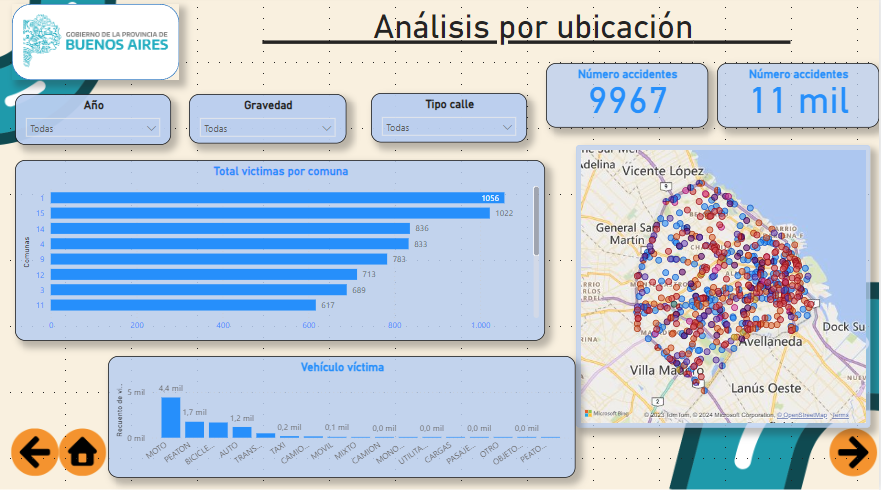 GOBIERNO DE LA PROVINCIA DE
BUENOS AIRES
Análisis por ubicación
Año
Todas
Gravedad
Todas
Tipo calle
Todas
Número accidentes
9967
Número accidentes
11 mil
Total victimas por comuna
Comunas
1 1056
15 1022
14 836
4 833
9 783
12 713
3 689
11 617
0 200 400 600 800 1.000
Vehículo víctima
Recuento de ví...
5 mil
0 mil
4,4 mil 1,7 mil 1,2 mil 0,2 mil 0,1 mil 0,0 mil 0,0 mil 0,0 mil 0,0 mil
MOTO PEATON BICICLE... AUTO TRANS... TAXI CAMIO... MOVIL MIXTO CAMION MONO... UTILITA... CARGAS PASAJE... OTRO OBJETO... PEATO...
Adelina
Vicente López
9
General San
Martín
Dock Su
Avellaneda
Villa Madero
Lanús Oeste
2
Microsoft Bing
© 2023 TomTom, © 2024 Microsoft Corporation, © OpenStreetMap Terms